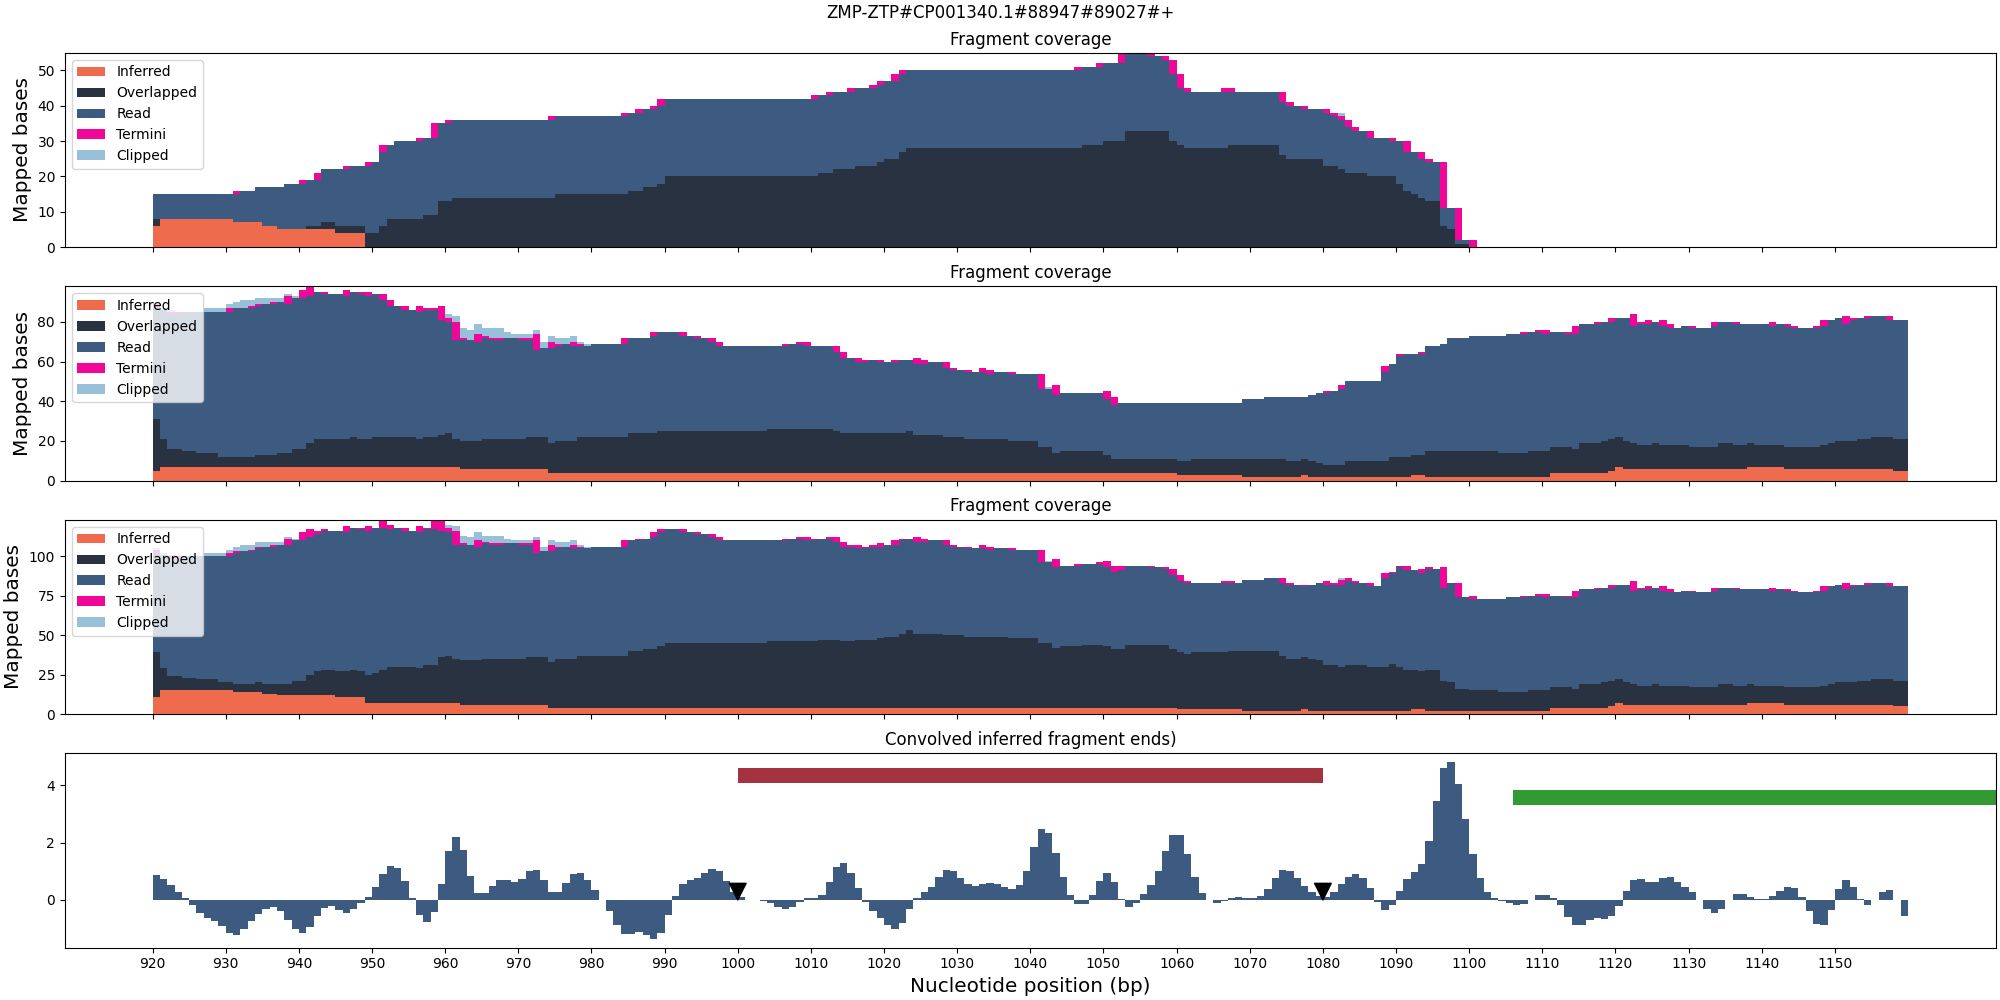 ZMP-ZTP#CP001340.1#88947#89027#+
Fragment coverage
Mapped bases
50
40
30
20
10
0
Inferred
Overlapped
Read
Termini
Clipped
Fragment coverage
Mapped bases
80
60
40
20
0
Inferred
Overlapped
Read
Termini
Clipped
Fragment coverage
Mapped bases
100
75
50
25
0
Inferred
Overlapped
Read
Termini
Clipped
Convolved inferred fragment ends)
4
2
0
920 930 940 950 960 970 980 990 1000 1010 1020 1030 1040 1050 1060 1070 1080 1090 1100 1110 1120 1130 1140 1150
Nucleotide position (bp)